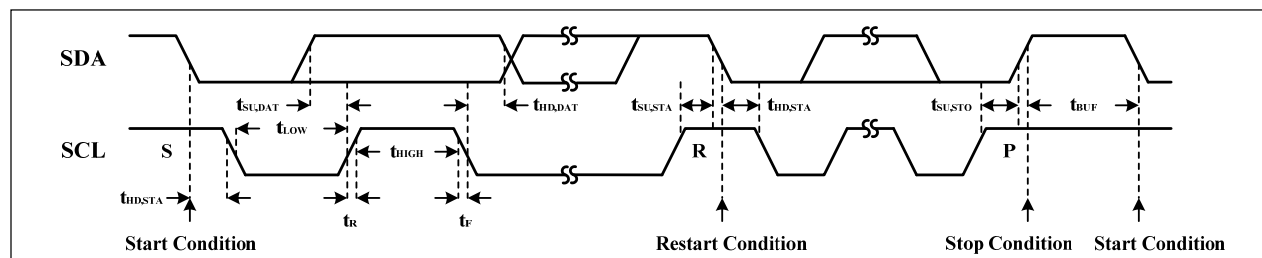 SDA
tSU,DAT
tHD,DAT
tSU,STA
tHD,STA
tSU,STO
tBUF
tLOW
SCL
S
tHIGH
R
P
tHD,STA
tR
tF
Start Condition
Restart Condition
Stop Condition
Start Condition